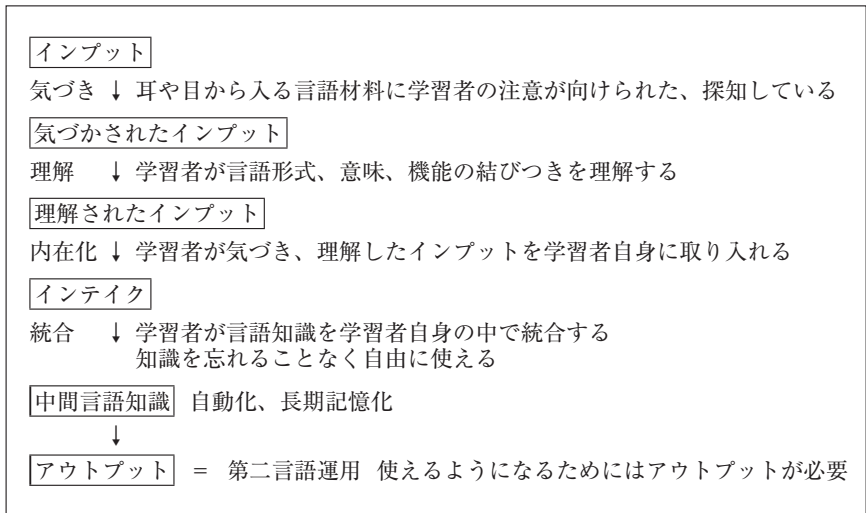 インプット
気づき ↓ 耳や目から入る言語材料に学習者の注意が向けられた、探知している
気づかされたインプット
理解 ↓ 学習者が言語形式、意味、機能の結びつきを理解する
理解されたインプット
内在化 ↓ 学習者が気づき、理解したインプットを学習者自身に取り入れる
インテイク
統合 ↓ 学習者が言語知識を学習者自身の中で統合する
知識を忘れることなく自由に使える
中間言語知識 自動化、長期記憶化
↓
アウトプット = 第二言語運用 使えるようになるためにはアウトプットが必要